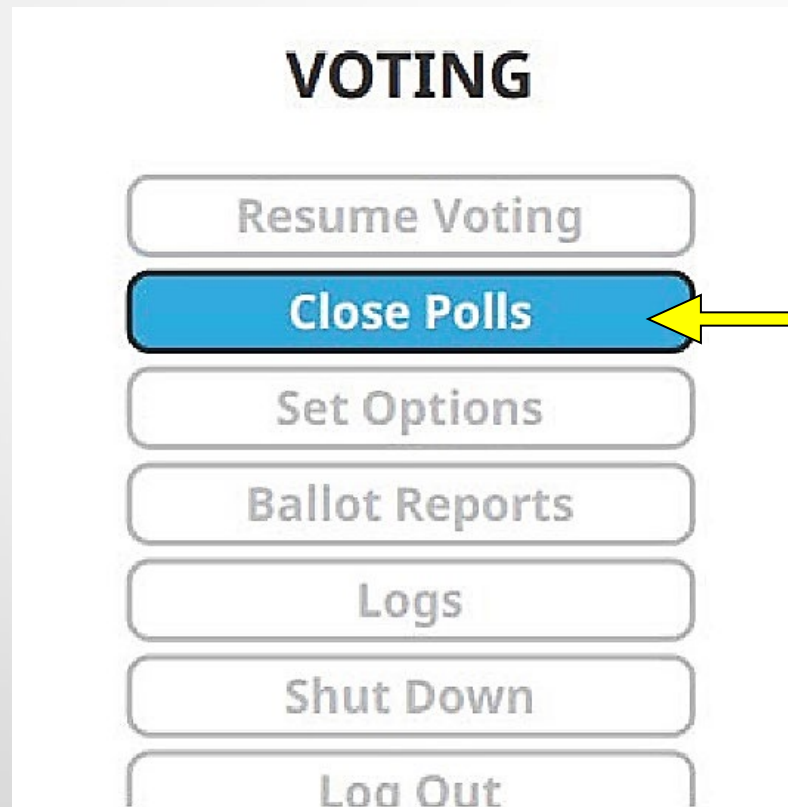 VOTING
Resume Voting
Close Polls
Set Options
Ballot Reports
Logs
Shut Down
Log Out